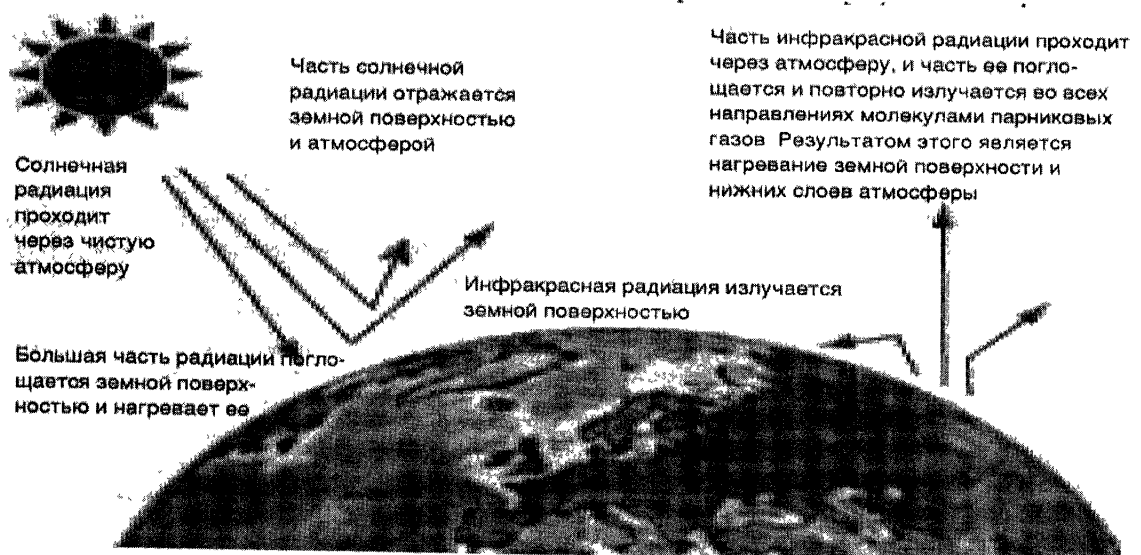 Часть солнечной
радиации отражается
земной поверхностью
и атмосферой
Часть инфракрасной радиации проходит
через атмосферу, и часть ее погло-
щается и повторно излучается во всех
направлениях молекулами парниковых
газов Результатом этого является
нагревание земной поверхности и
нижних слоев атмосферы
Солнечная
радиация
проходит
через чистую
атмосферу
Инфракрасная радиация излучается
земной поверхностью
Большая часть радиации погло-
щается земной поверх-
ностью и нагревает ее